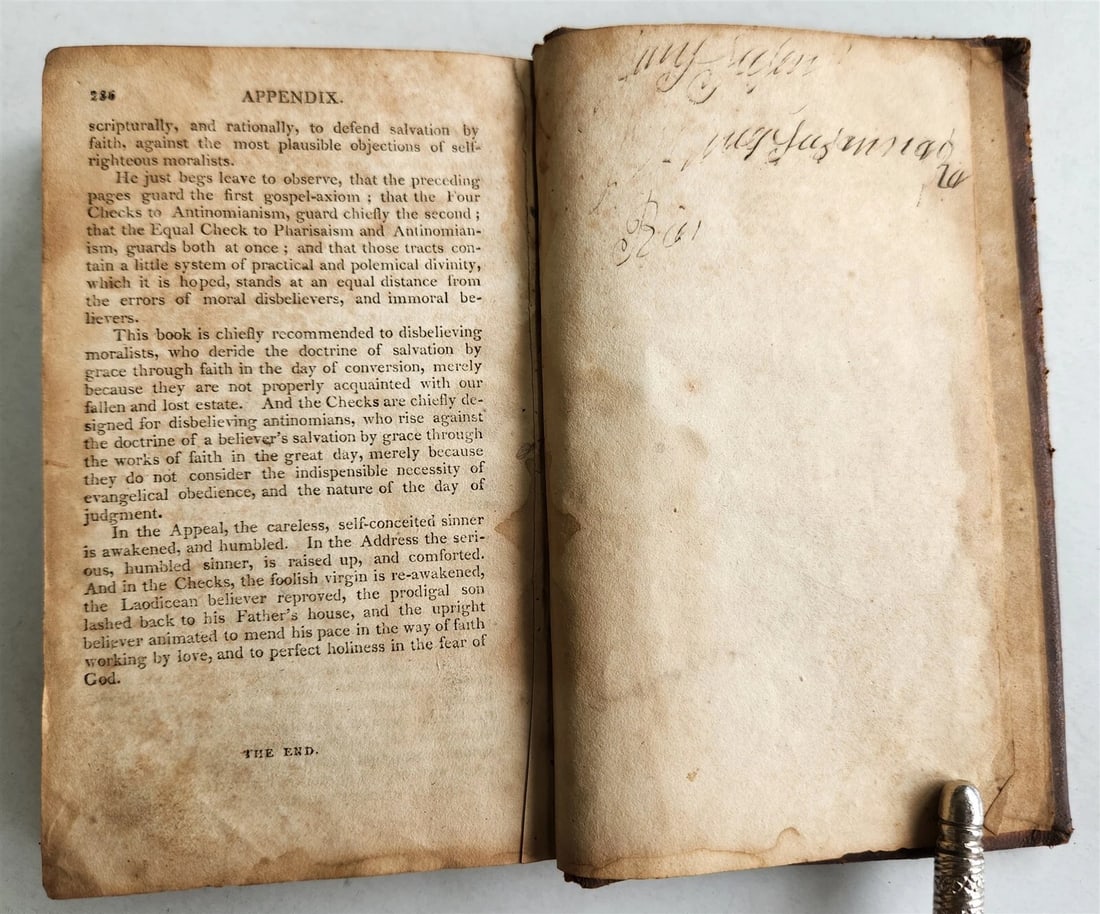 286
APPENDIX.
scripturally, and rationally, to defend salvation by
faith, against the most plausible objections of self-
righteous moralists.
He just begs leave to observe, that the preceding
pages guard the first gospel-axiom ; that the Four
Checks to Antinomianism, guard chiefly the second ;
that the Equal Check to Pharisaism and Antinomian-
ism, guards both at once ; and that those tracts con-
tain a little system of practical and polemical divinity,
which it is hoped, stands at an equal distance from
the errors of moral disbelievers, and immoral be-
lievers.
This book is chiefly recommended to disbelieving
moralists, who deride the doctrine of salvation by
grace through faith in the day of conversion, merely
because they are not properly acquainted with our
fallen and lost estate. And the Checks are chiefly de-
signed for disbelieving antinomians, who rise against
the doctrine of a believer's salvation by grace through
the works of faith in the great day, merely because
they do not consider the indispensible necessity of
evangelical obedience, and the nature of the day of
judgment.
In the Appeal, the careless, self-conceited sinner
is awakened, and humbled. In the Address the seri-
ous, humbled sinner, is raised up, and comforted.
And in the Checks, the foolish virgin is re-awakened,
the Laodicean believer reproved, the prodigal son
lashed back to his Father's house, and the upright
believer animated to mend his pace in the way of faith
working by love, and to perfect holiness in the fear of
God.
THE END.